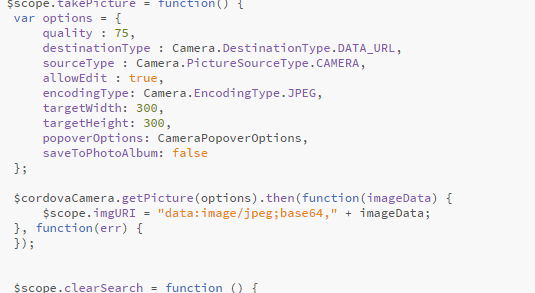 $scope.takePicture = function() {
var options = {
quality : 75,
destinationType : Camera.DestinationType.DATA_URL,
sourceType : Camera.PictureSourceType.CAMERA,
allowEdit : true,
encodingType: Camera.EncodingType.JPEG,
targetWidth: 300,
targetHeight: 300,
popoverOptions: CameraPopoverOptions,
saveToPhotoAlbum: false
};
$cordovaCamera.getPicture(options).then(function(imageData) {
$scope.imgURI = "data:image/jpeg;base64," + imageData;
}, function(err) {
});
$scope.clearSearch = function () {